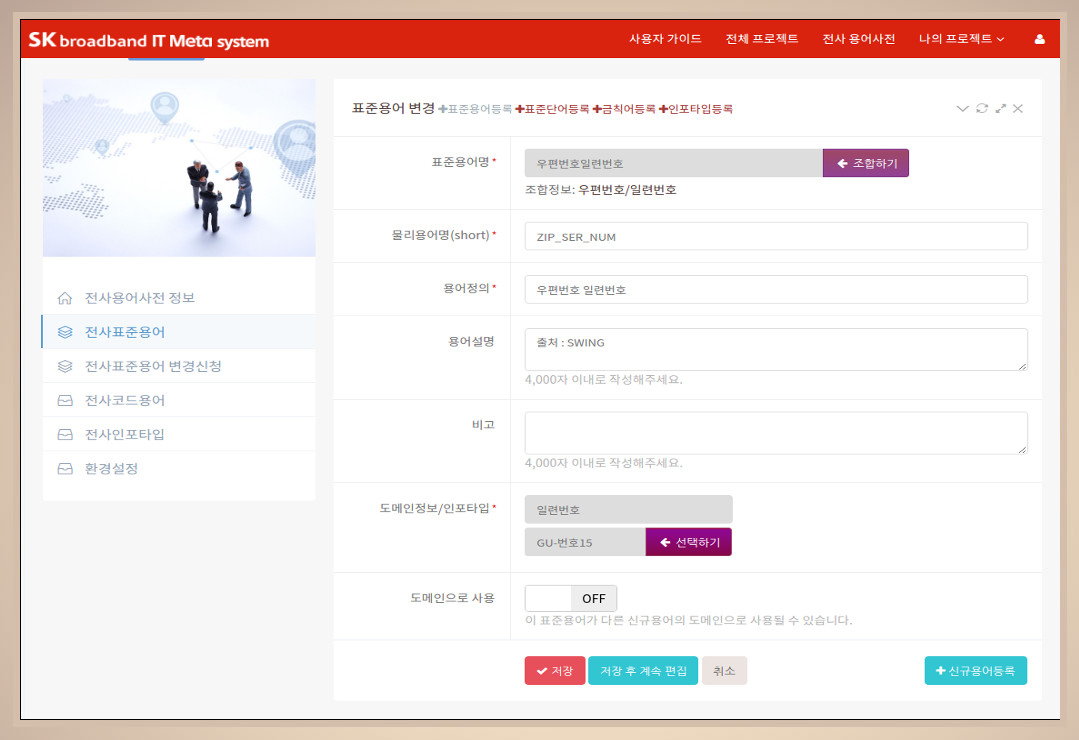 SK broadband IT Meta system
사용자 가이드 전체 프로젝트 전사 용어사전 나의 프로젝트
표준용어 변경 +표준용어등록 +표준단어등록 +금칙어등록 +인포타입등록
표준용어명 * 우편번호일련번호 조합하기
조합정보: 우편번호/일련번호
물리용어명(short) * ZIP_SER_NUM
용어정의 * 우편번호 일련번호
용어설명 출처 : SWING
4,000자 이내로 작성해주세요.
비고
4,000자 이내로 작성해주세요.
도메인정보/인포타입 * 일련번호
GU-번호15 선택하기
도메인으로 사용 OFF
이 표준용어가 다른 신규용어의 도메인으로 사용될 수 있습니다.
저장 저장 후 계속 편집 취소 +신규용어등록
전사용어사전 정보
전사표준용어
전사표준용어 변경신청
전사코드용어
전사인포타입
환경설정